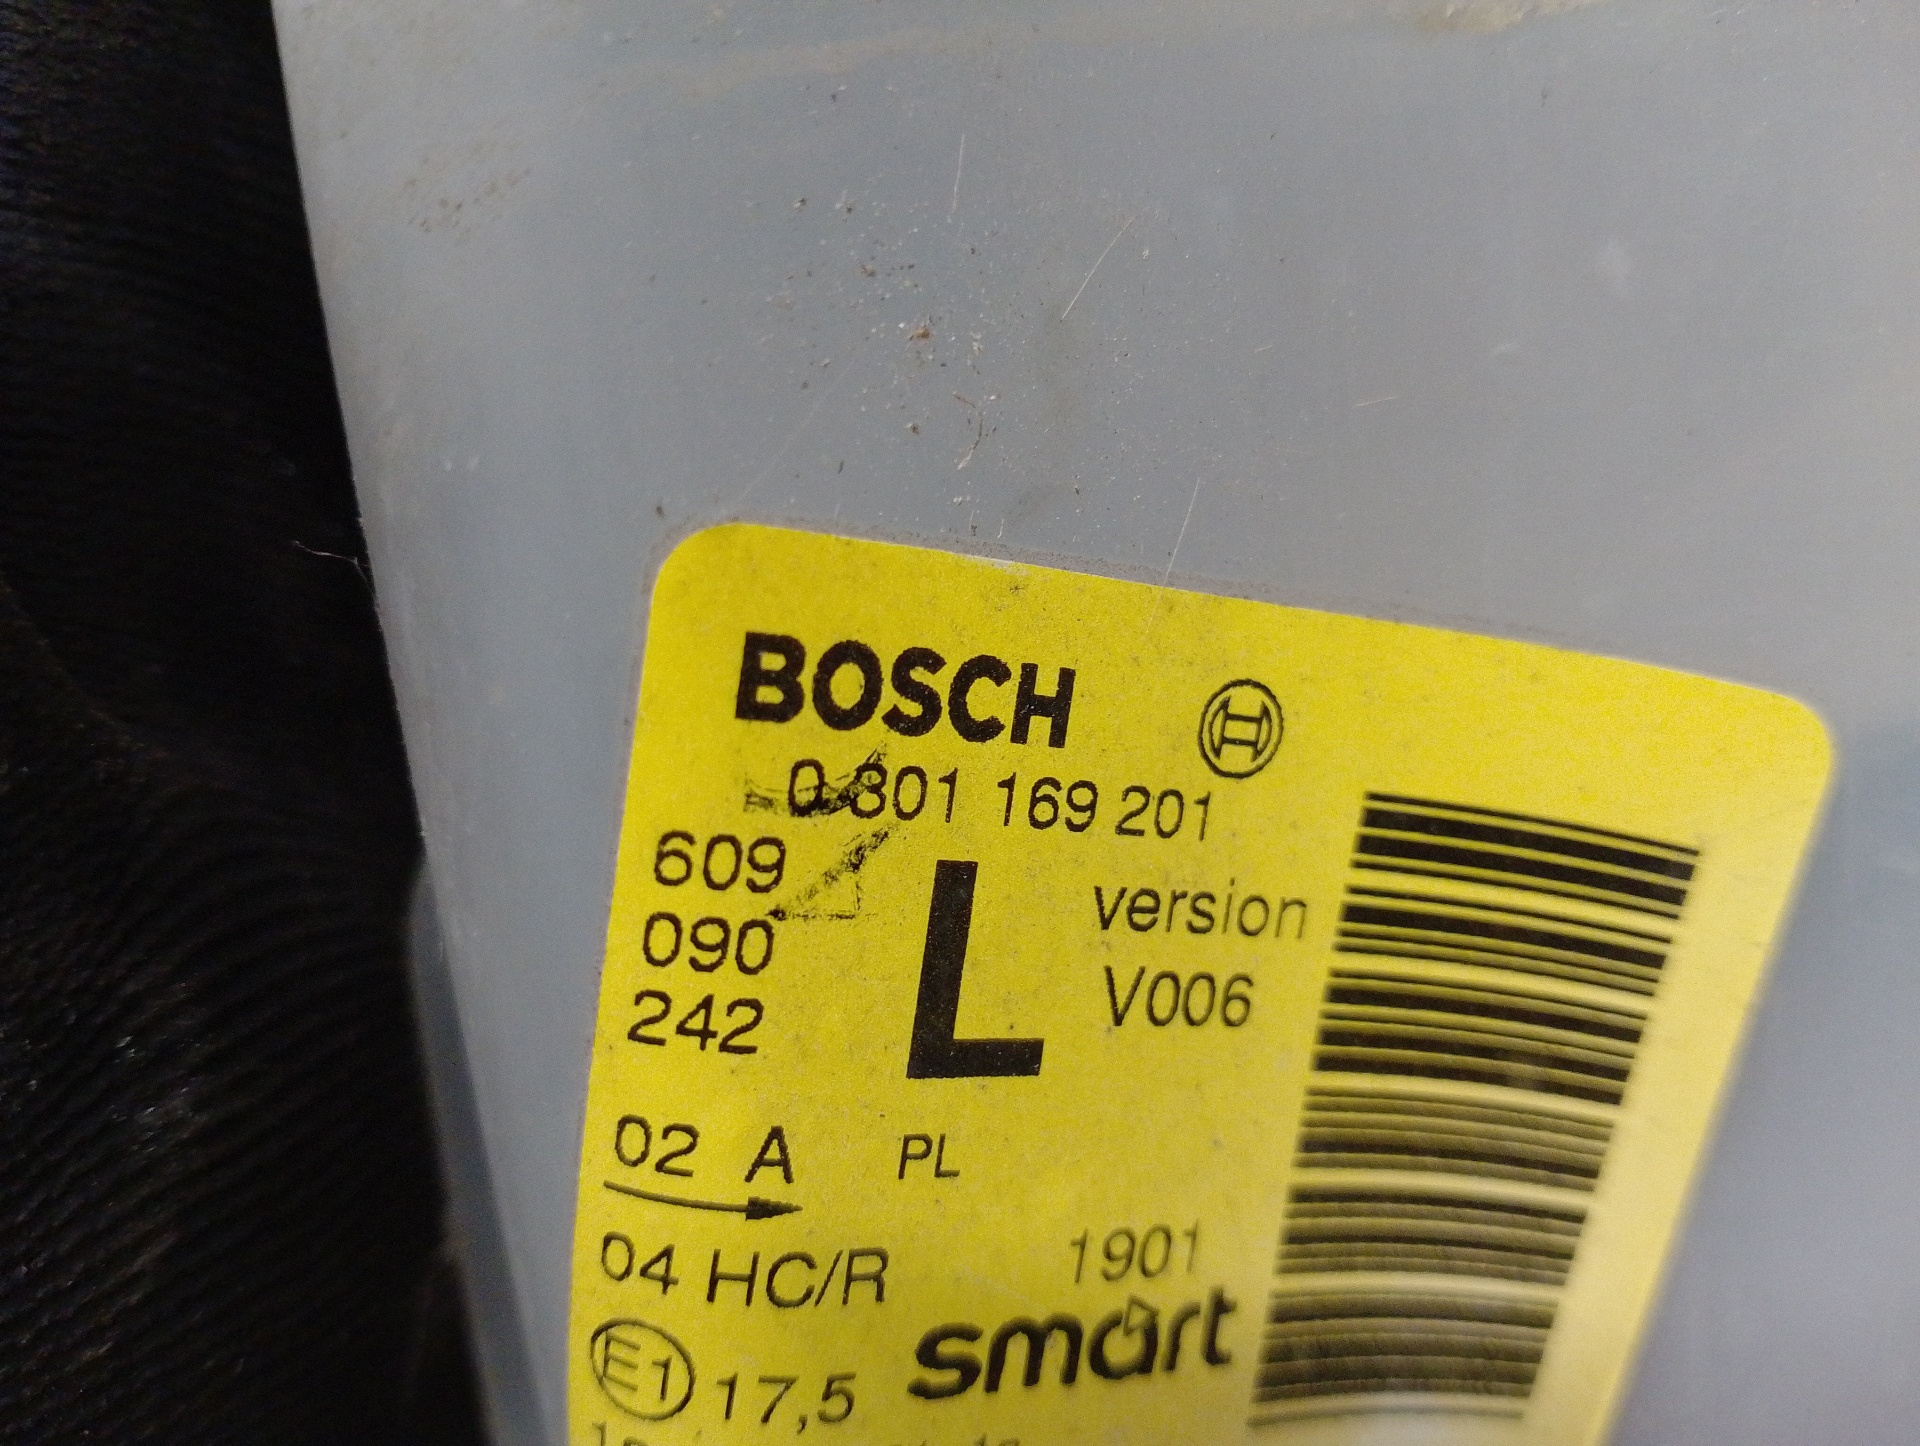 BOSCH
0 301 169 201
609
090
242
L
version
V006
02 A PL
04 HC/R
1901
smart
E1 17,5